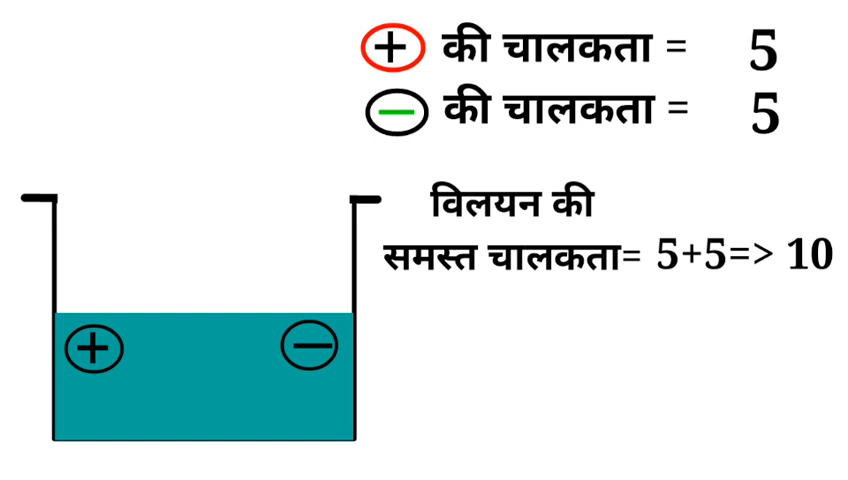 + की चालकता = 5
− की चालकता = 5
विलयन की
समस्त चालकता= 5+5=> 10
+ −